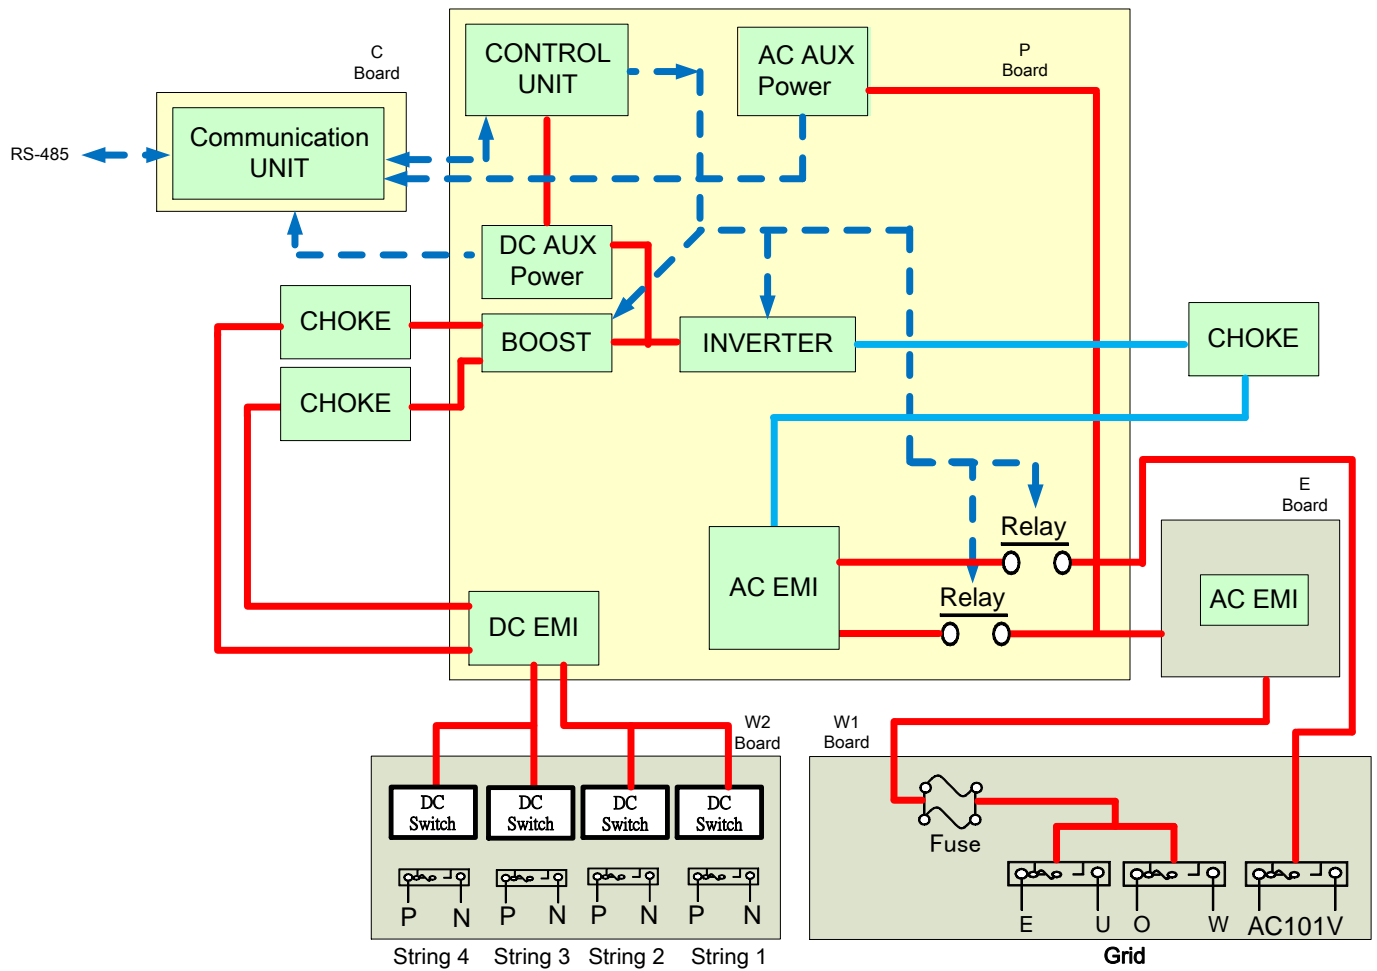 C
Board
CONTROL
UNIT
AC AUX
Power
P
Board
Communication
UNIT
RS-485
DC AUX
Power
CHOKE
BOOST
INVERTER
CHOKE
CHOKE
E
Board
Relay
AC EMI
AC EMI
Relay
DC EMI
W2
Board
W1
Board
DC
Switch
DC
Switch
DC
Switch
DC
Switch
Fuse
P N
P N
P N
P N
E U O W AC101V
String 4 String 3 String 2 String 1
Grid